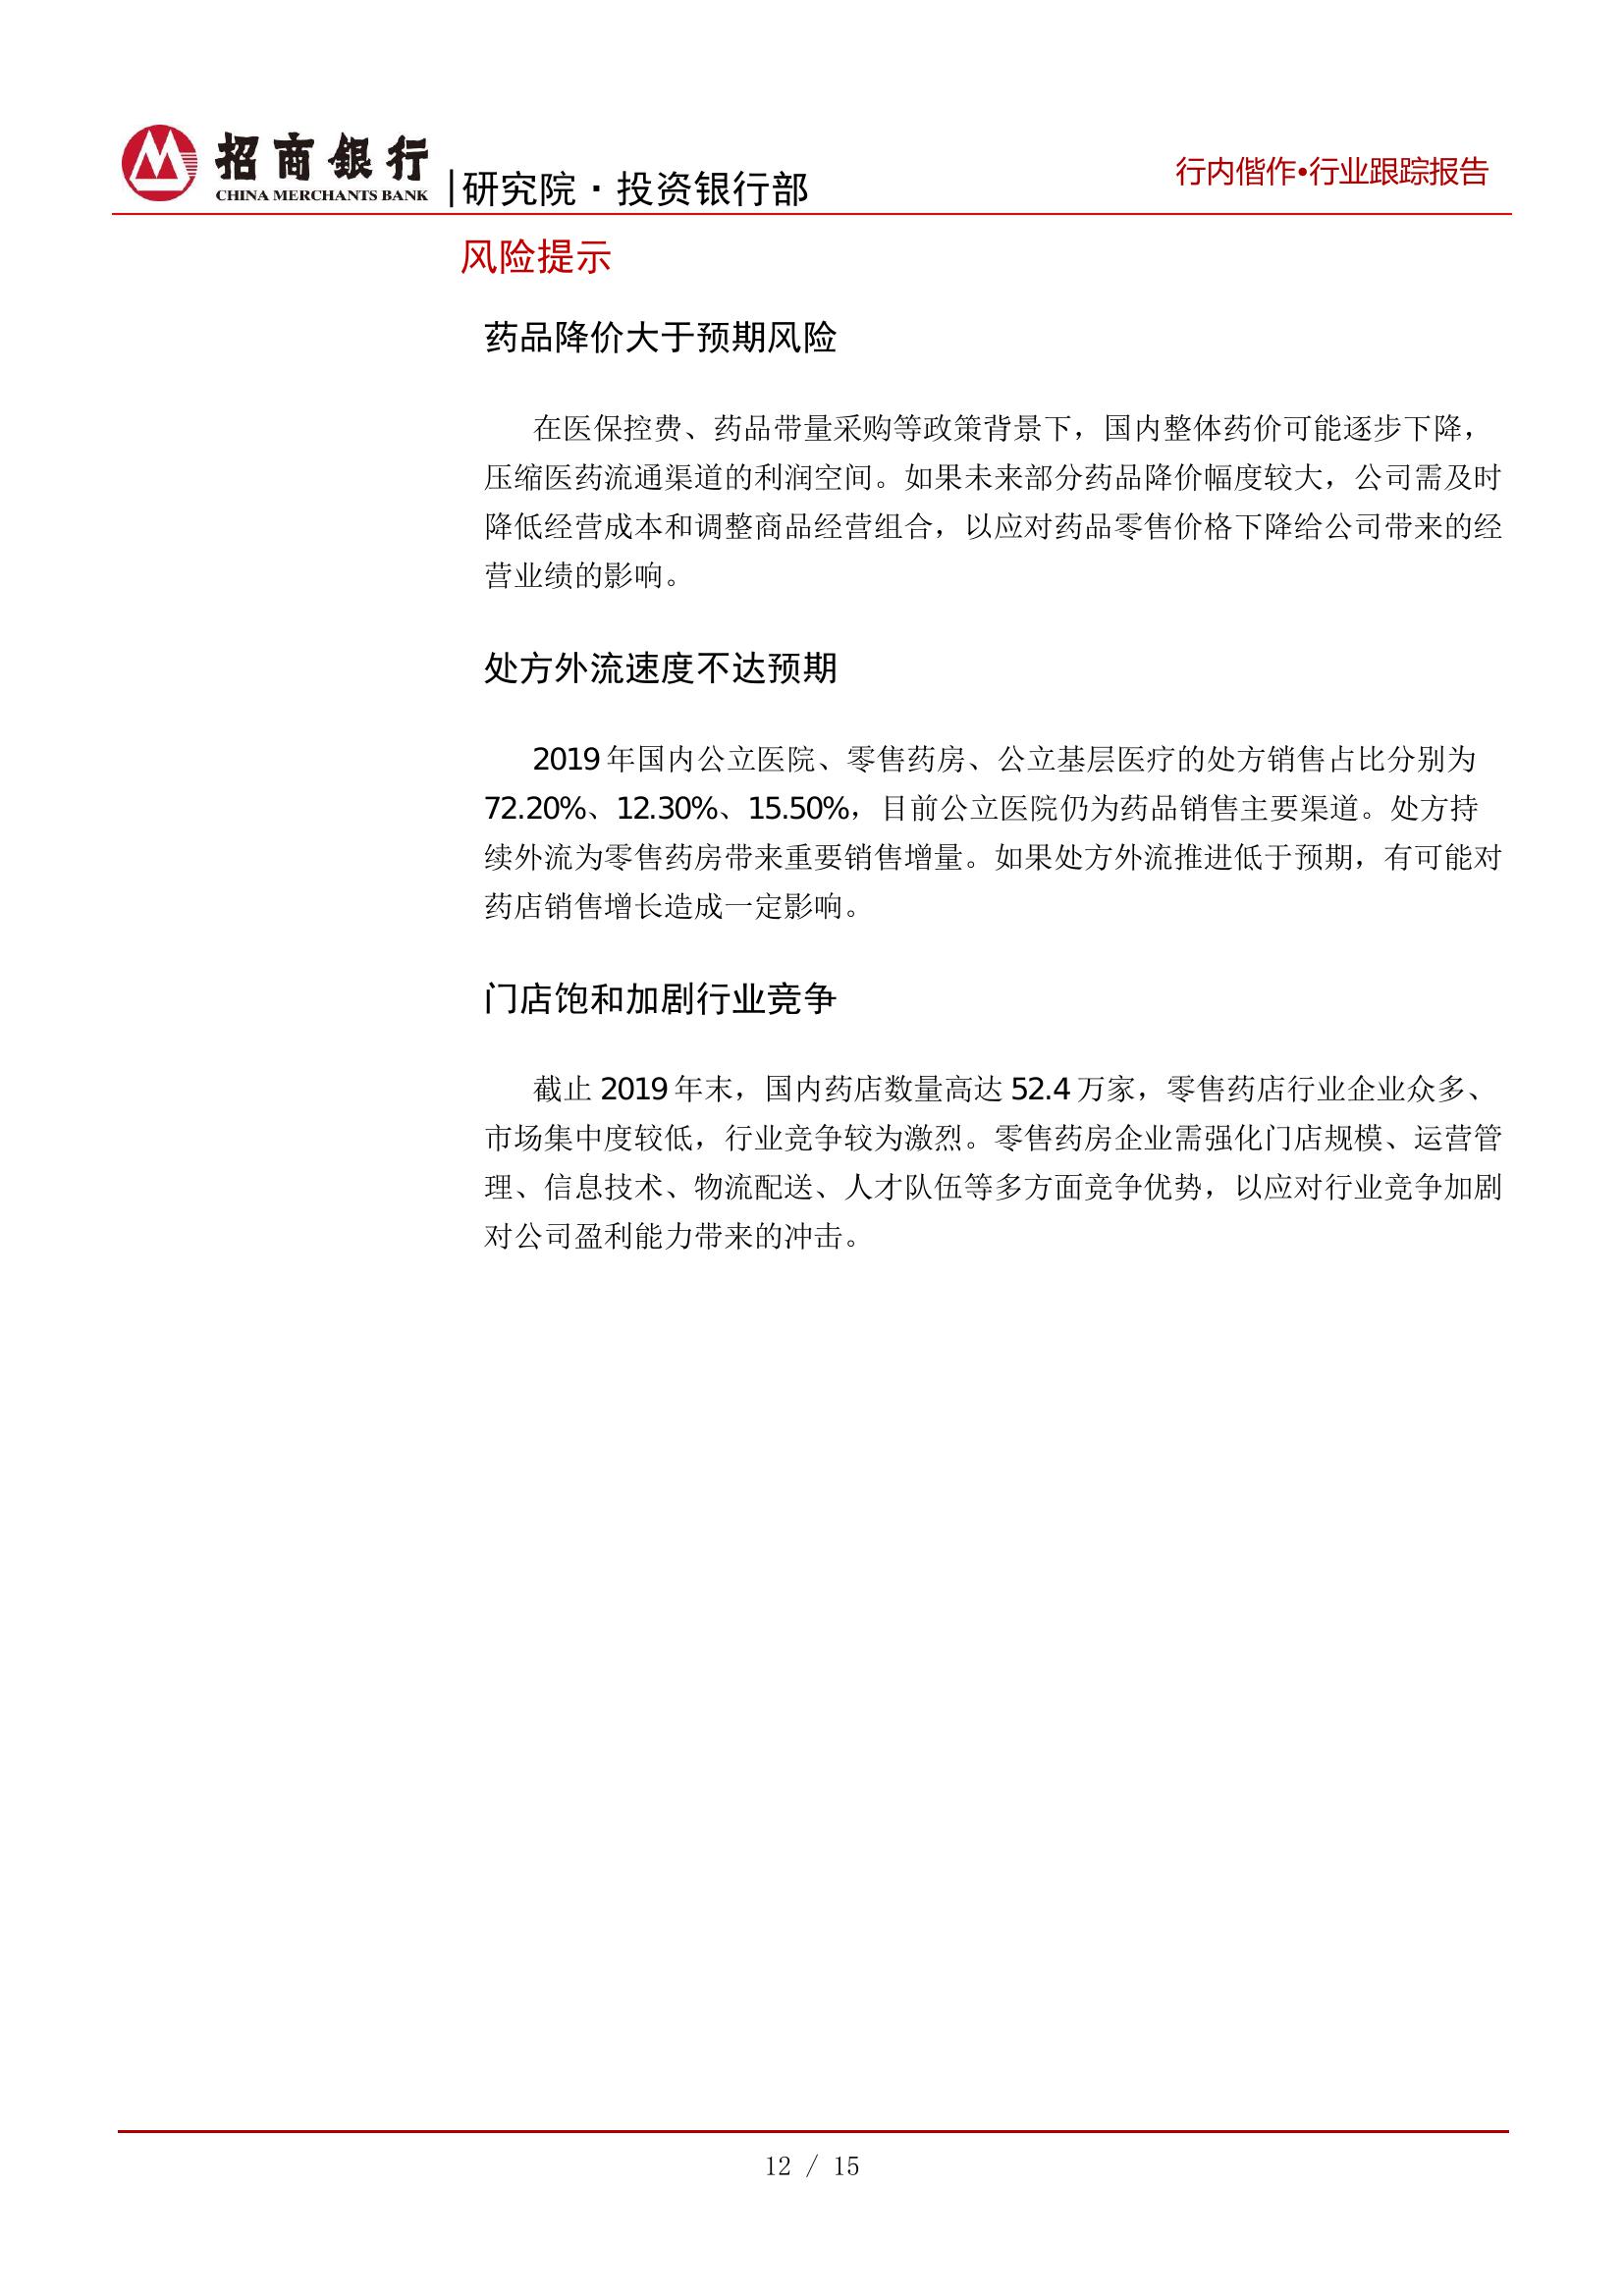 招商银行
CHINA MERCHANTS BANK
|研究院·投资银行部
行内偕作•行业跟踪报告
风险提示
药品降价大于预期风险
在医保控费、药品带量采购等政策背景下，国内整体药价可能逐步下降，
压缩医药流通渠道的利润空间。如果未来部分药品降价幅度较大，公司需及时
降低经营成本和调整商品经营组合，以应对药品零售价格下降给公司带来的经
营业绩的影响。
处方外流速度不达预期
2019 年国内公立医院、零售药房、公立基层医疗的处方销售占比分别为
72.20%、12.30%、15.50%，目前公立医院仍为药品销售主要渠道。处方持
续外流为零售药房带来重要销售增量。如果处方外流推进低于预期，有可能对
药店销售增长造成一定影响。
门店饱和加剧行业竞争
截止 2019 年末，国内药店数量高达 52.4 万家，零售药店行业企业众多、
市场集中度较低，行业竞争较为激烈。零售药房企业需强化门店规模、运营管
理、信息技术、物流配送、人才队伍等多方面竞争优势，以应对行业竞争加剧
对公司盈利能力带来的冲击。
12 / 15